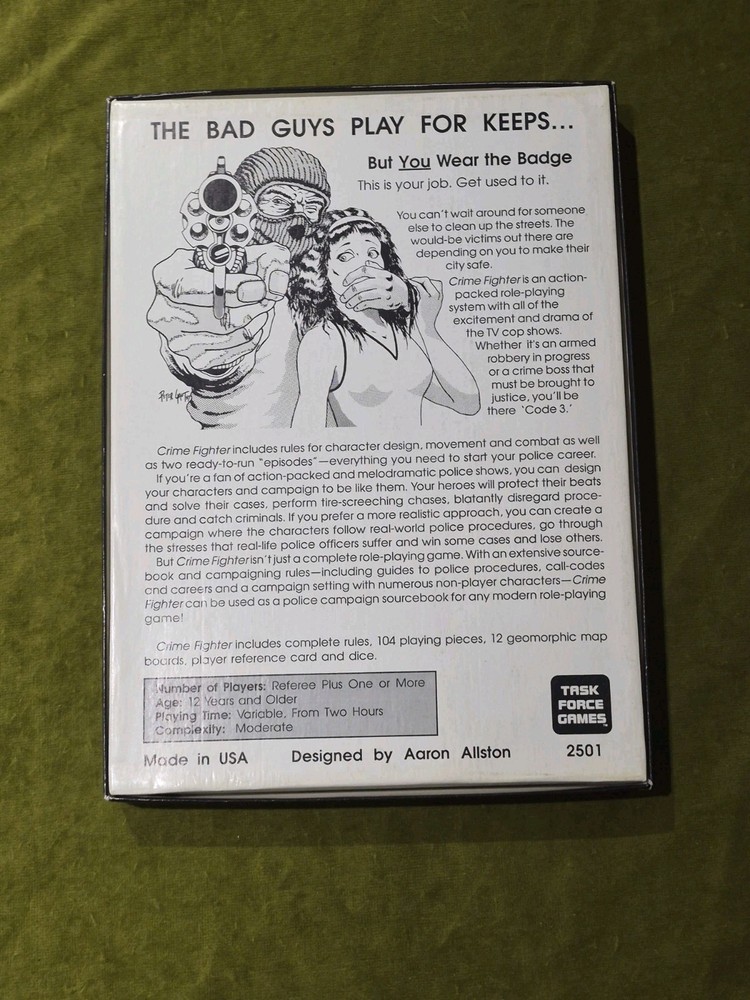 THE BAD GUYS PLAY FOR KEEPS...
But You Wear the Badge
This is your job. Get used to it.
You can't wait around for someone
else to clean up the streets. The
would-be victims out there are
depending on you to make their
city safe.
Crime Fighter is an action-
packed role-playing
system with all of the
excitement and drama of
the TV cop shows.
Whether it's an armed
robbery in progress
or a crime boss that
must be brought to
justice, you'll be
there 'Code 3.'
Crime Fighter includes rules for character design, movement and combat as well
as two ready-to-run "episodes"—everything you need to start your police career.
If you're a fan of action-packed and melodramatic police shows, you can design
your characters and campaign to be like them. Your heroes will protect their beats
and solve their cases, perform tire-screeching chases, blatantly disregard proce-
dure and catch criminals. If you prefer a more realistic approach, you can create a
campaign where the characters follow real-world police procedures, go through
the stresses that real-life police officers suffer and win some cases and lose others.
But Crime Fighter isn't just a complete role-playing game. With an extensive source-
book and campaigning rules—including guides to police procedures, call-codes
and careers and a campaign setting with numerous non-player characters—Crime
Fighter can be used as a police campaign sourcebook for any modern role-playing
game!
Crime Fighter includes complete rules, 104 playing pieces, 12 geomorphic map
boards, player reference card and dice.
Number of Players: Referee Plus One or More
Age: 12 Years and Older
Playing Time: Variable, From Two Hours
Complexity: Moderate
TASK
FORCE
GAMES™
Made in USA Designed by Aaron Allston 2501